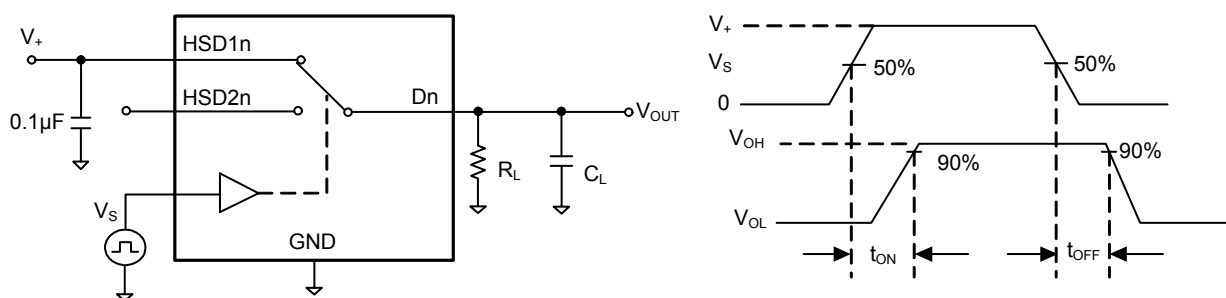 V+
HSD1n
HSD2n
0.1µF
Dn
VOUT
RL
CL
VS
GND
V+
VS
50%
50%
0
VOH
90%
90%
VOL
tON
tOFF